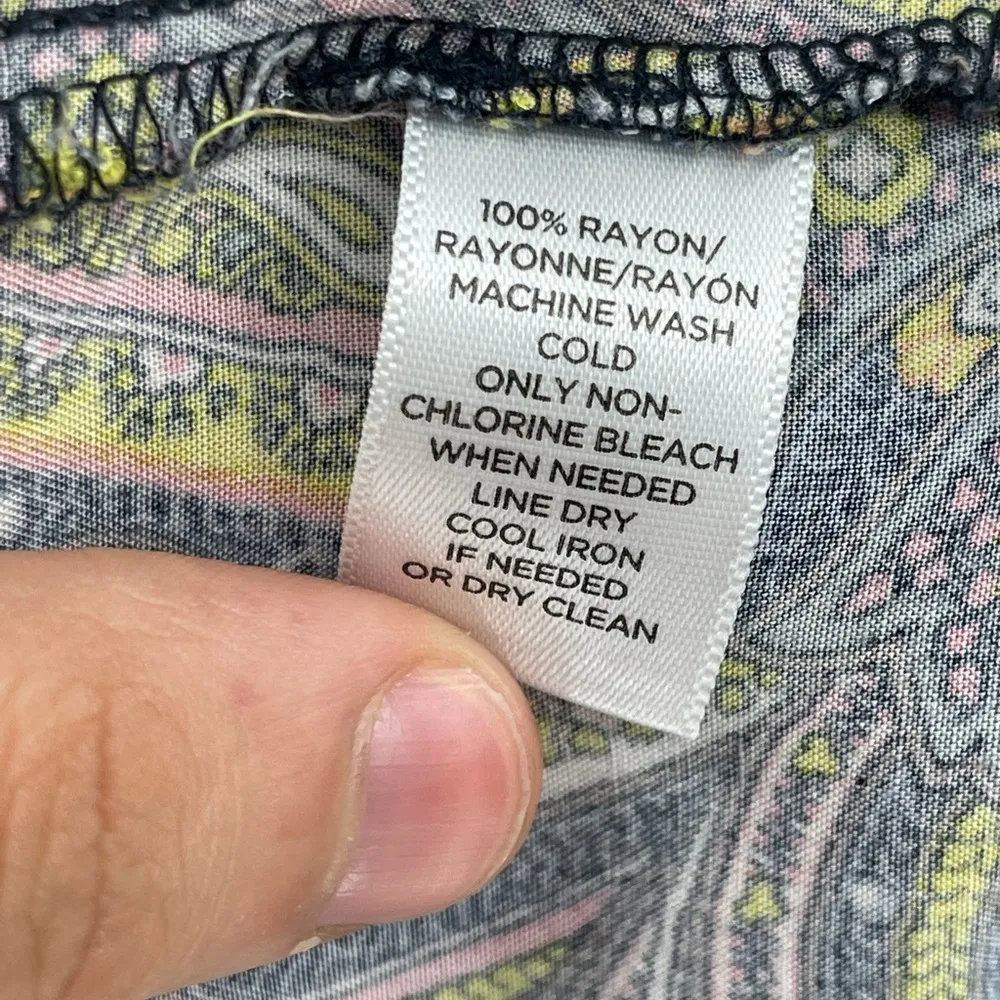 100% RAYON/
RAYONNE/RAYÓN
MACHINE WASH
COLD
ONLY NON-
CHLORINE BLEACH
WHEN NEEDED
LINE DRY
COOL IRON
IF NEEDED
OR DRY CLEAN